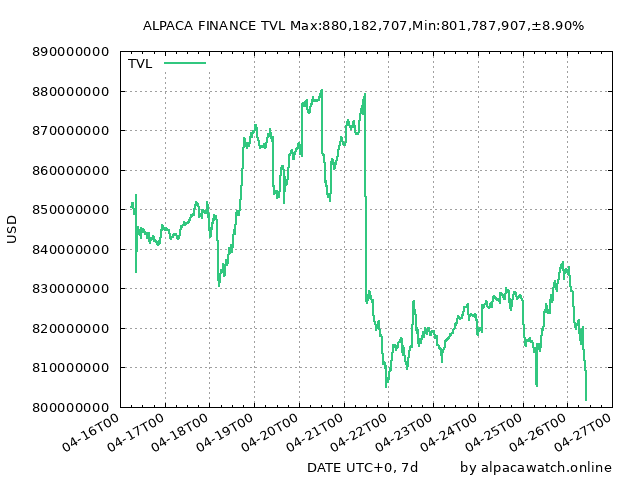 ALPACA FINANCE TVL Max:880,182,707,Min:801,787,907,±8.90%
890000000
880000000
870000000
860000000
850000000
840000000
830000000
820000000
810000000
800000000
USD
TVL
04-16T00
04-17T00
04-18T00
04-19T00
04-20T00
04-21T00
04-22T00
04-23T00
04-24T00
04-25T00
04-26T00
04-27T00
DATE UTC+0, 7d
by alpacawatch.online